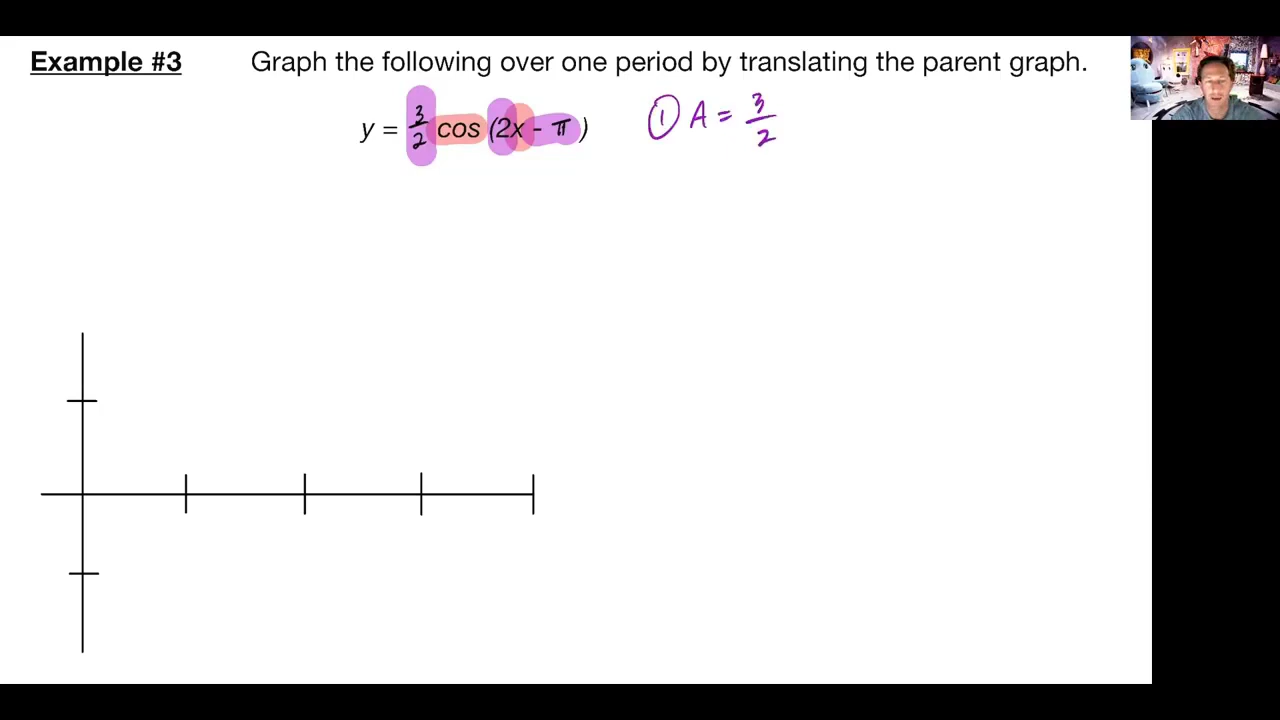 Example #3 Graph the following over one period by translating the parent graph.
y = 3/2 cos (2x - π) ① A = 3/2